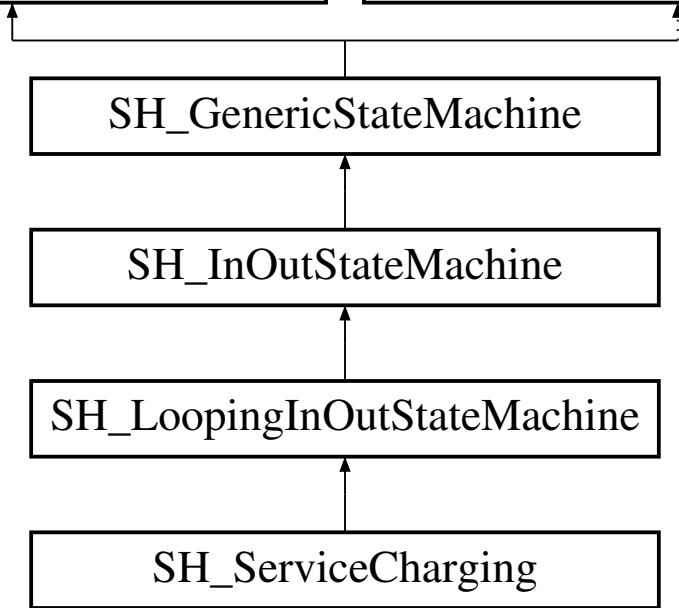 SH_GenericStateMachine
SH_InOutStateMachine
SH_LoopingInOutStateMachine
SH_ServiceCharging